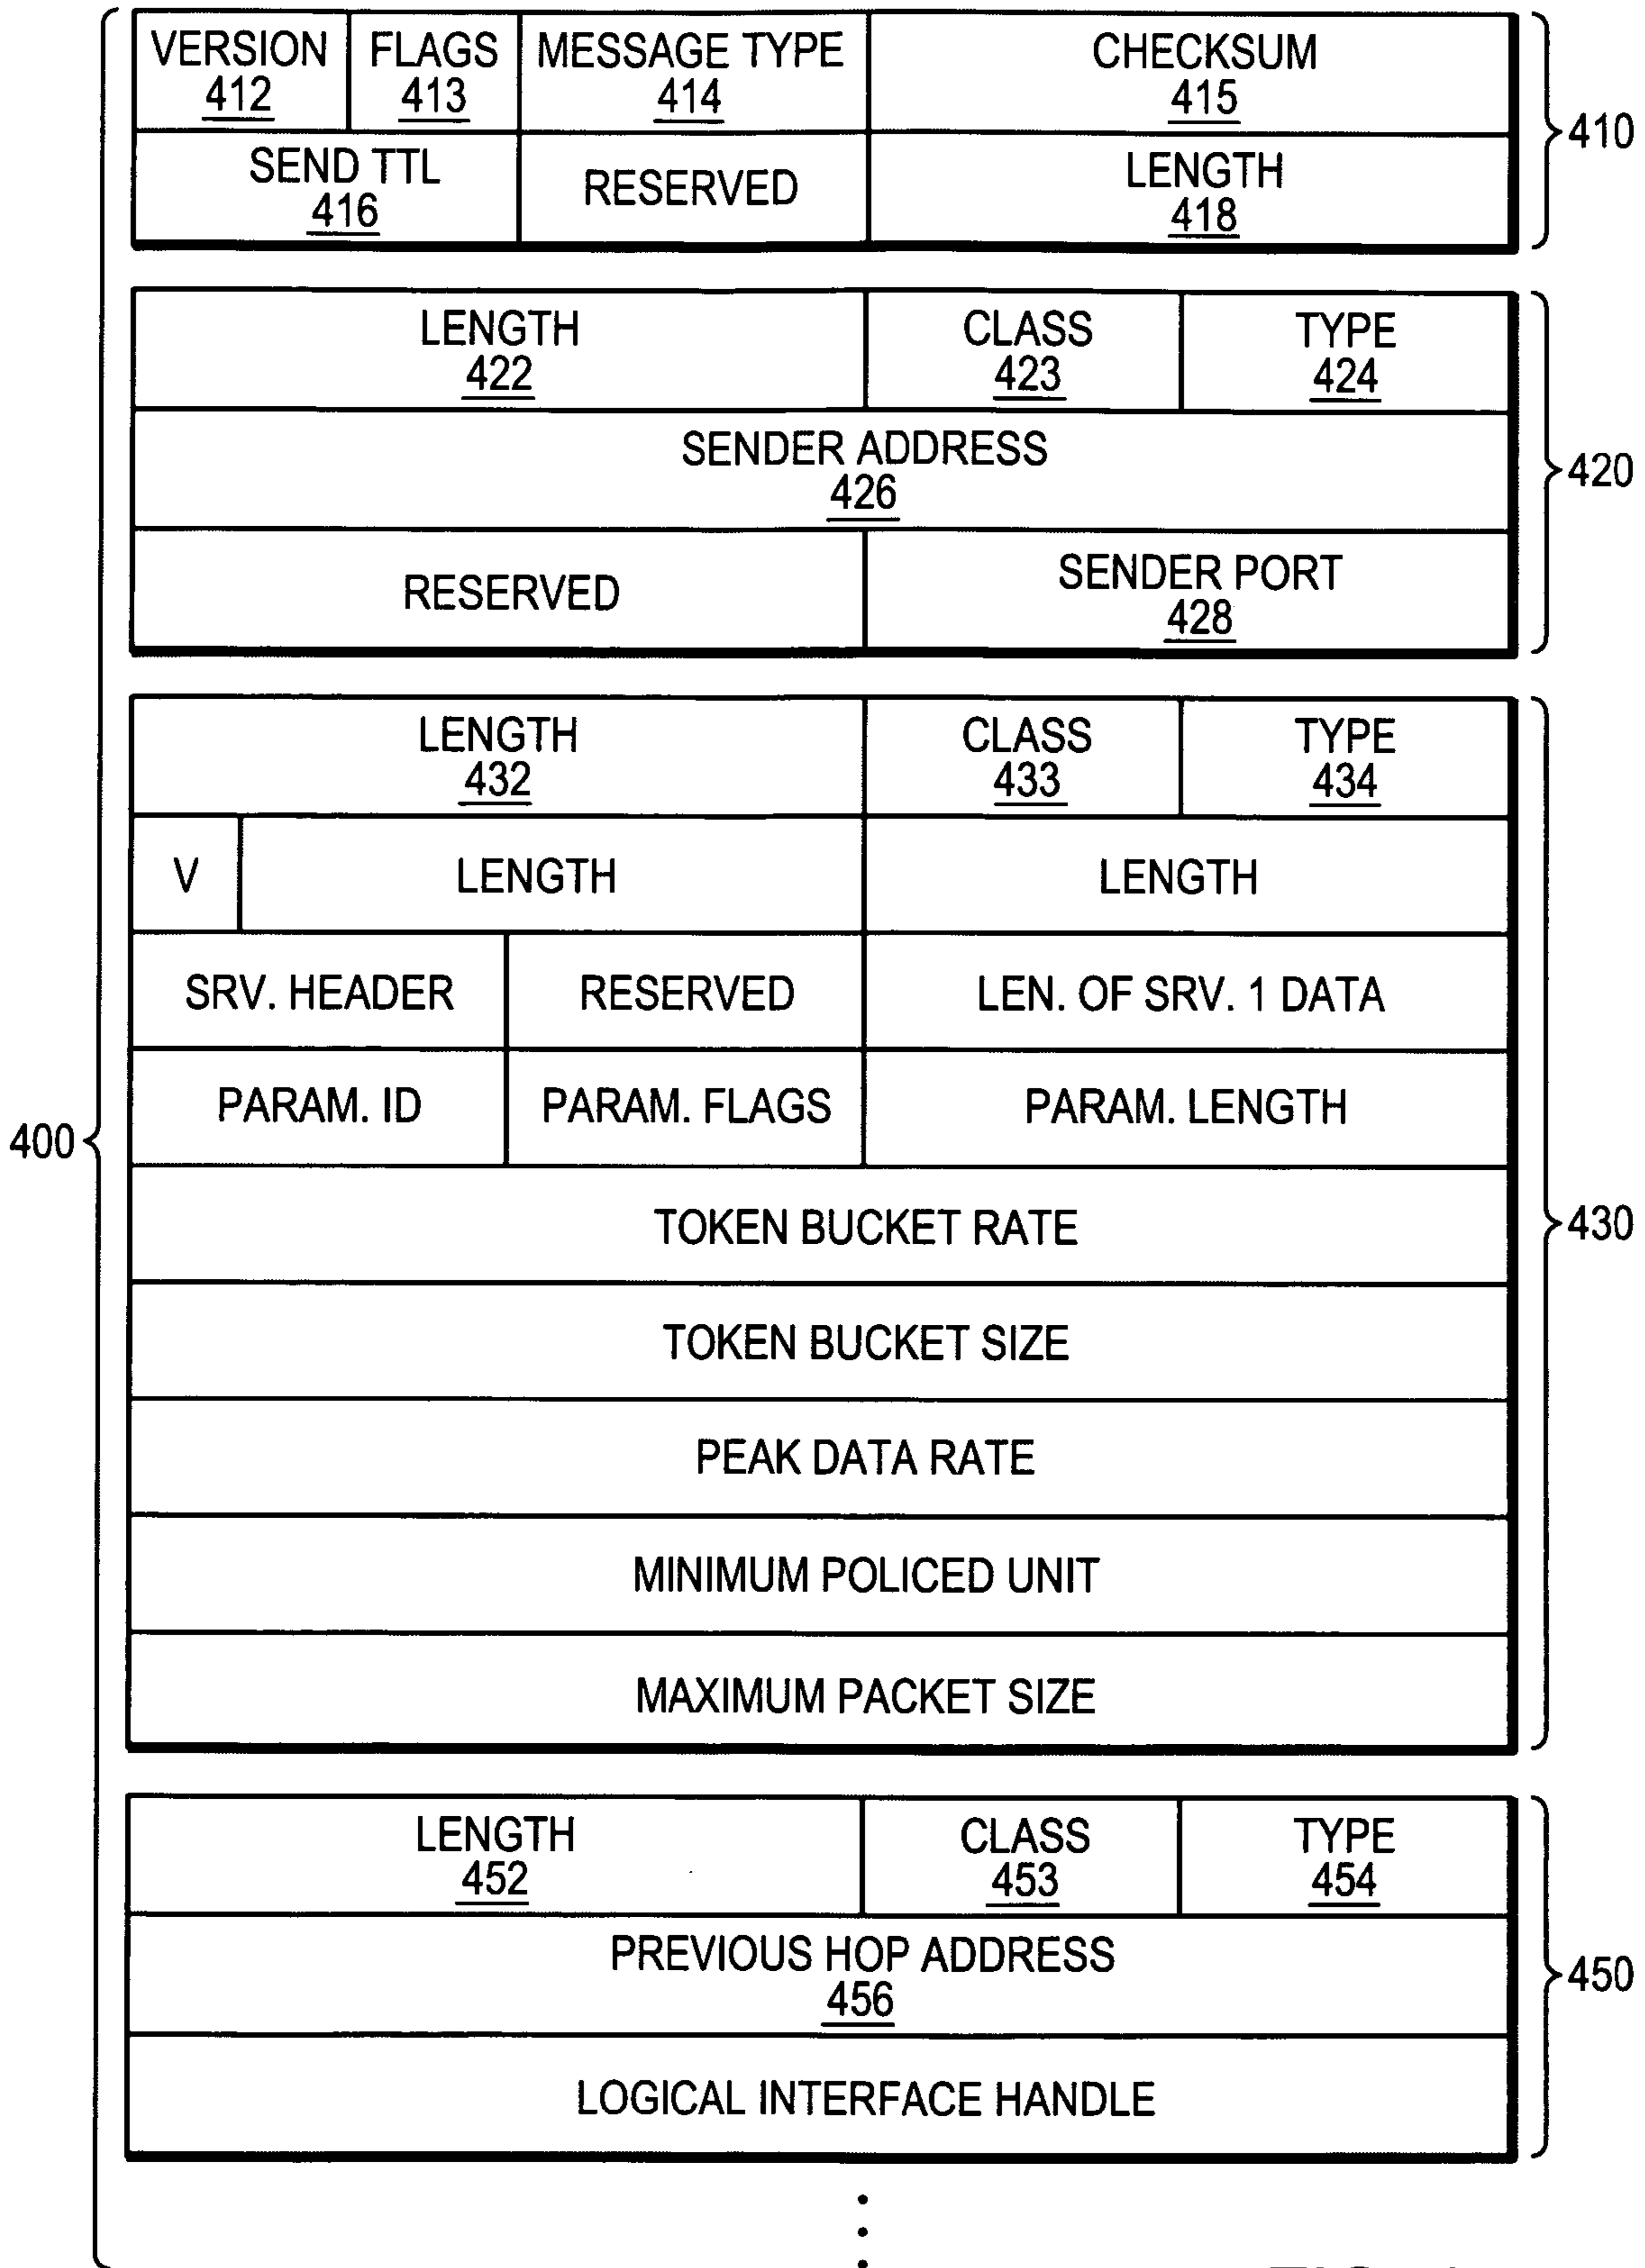 VERSION FLAGS MESSAGE TYPE CHECKSUM
412 413 414 415
410
SEND TTL RESERVED LENGTH
416 418
LENGTH CLASS TYPE
422 423 424
SENDER ADDRESS
426
420
RESERVED SENDER PORT
428
LENGTH CLASS TYPE
432 433 434
V LENGTH LENGTH
SRV. HEADER RESERVED LEN. OF SRV. 1 DATA
PARAM. ID PARAM. FLAGS PARAM. LENGTH
400
TOKEN BUCKET RATE
430
TOKEN BUCKET SIZE
PEAK DATA RATE
MINIMUM POLICED UNIT
MAXIMUM PACKET SIZE
LENGTH CLASS TYPE
452 453 454
PREVIOUS HOP ADDRESS
456
450
LOGICAL INTERFACE HANDLE